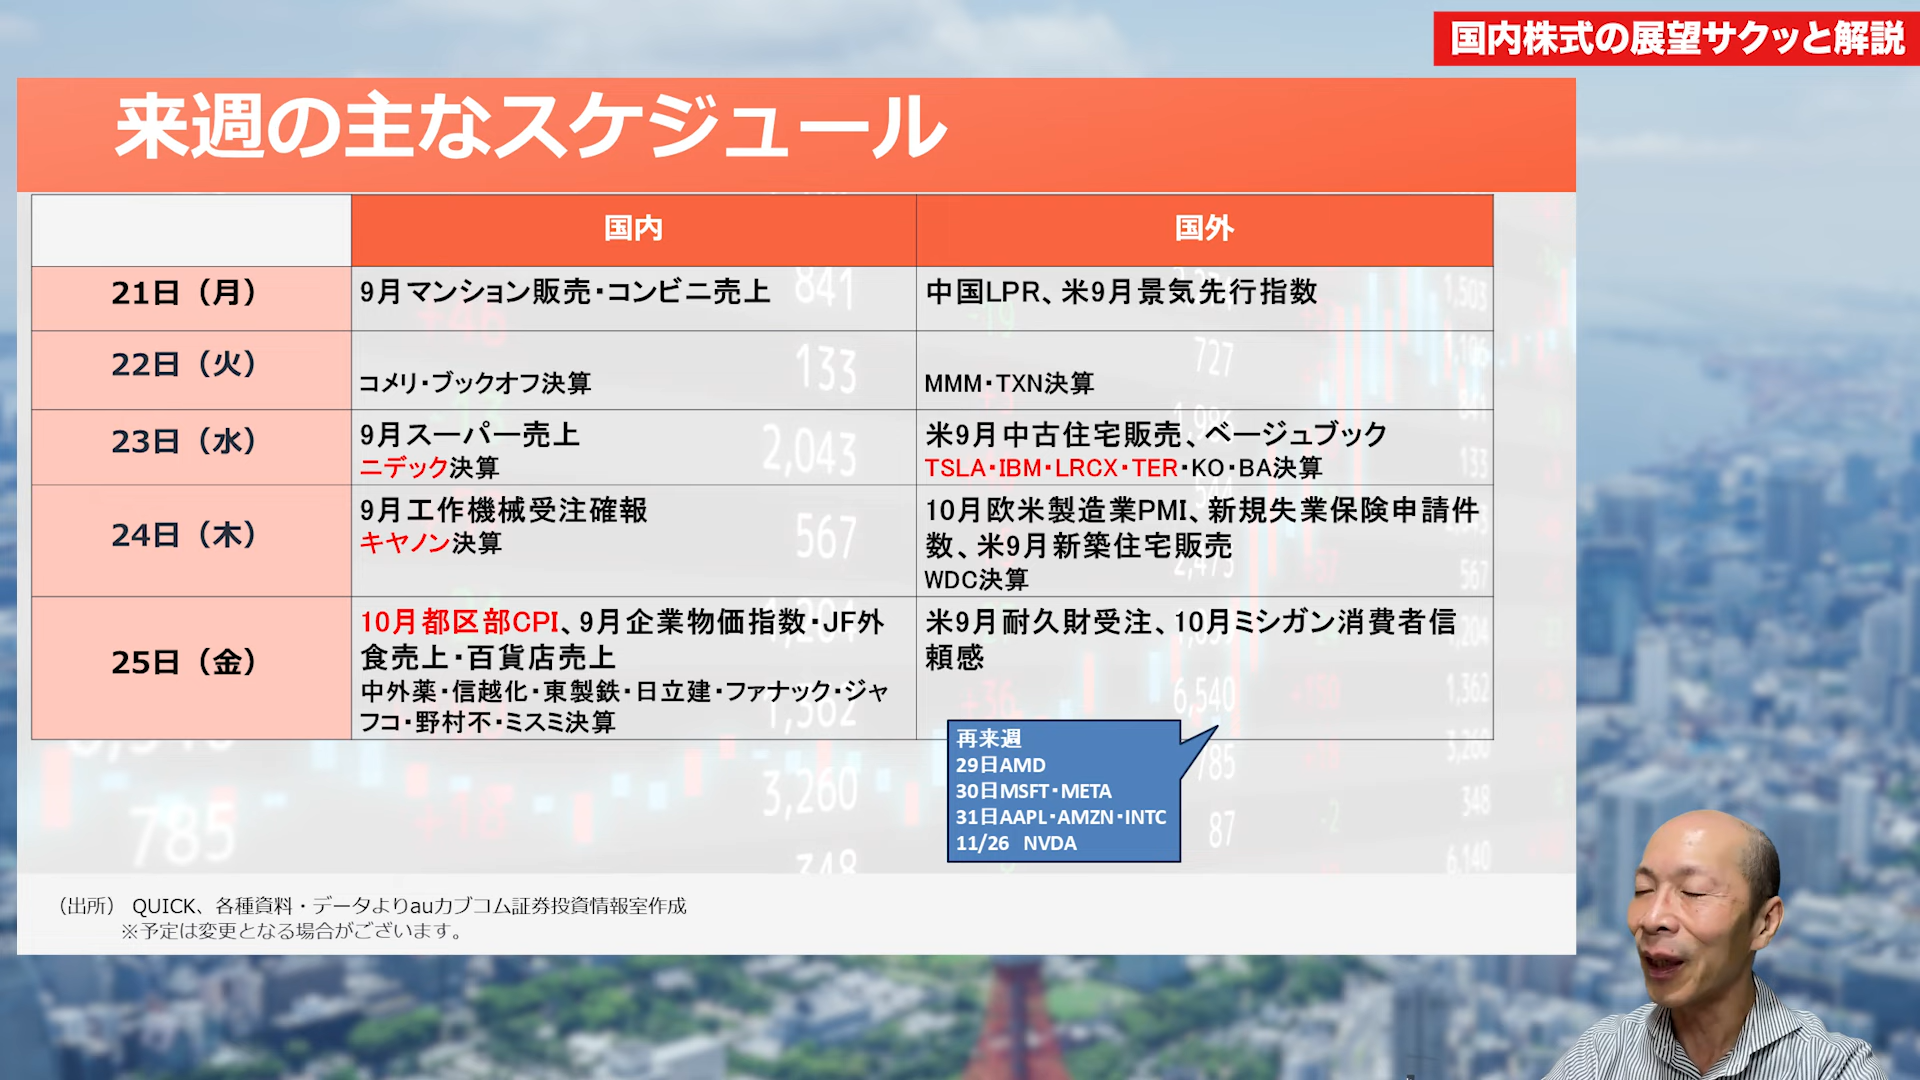 国内株式の展望サクッと解説
来週の主なスケジュール
国内
国外
21日（月）
9月マンション販売・コンビニ売上
中国LPR、米9月景気先行指数
22日（火）
コメリ・ブックオフ決算
MMM・TXN決算
23日（水）
9月スーパー売上
ニデック決算
米9月中古住宅販売、ベージュブック
TSLA・IBM・LRCX・TER・KO・BA決算
24日（木）
9月工作機械受注確報
キヤノン決算
10月欧米製造業PMI、新規失業保険申請件
数、米9月新築住宅販売
WDC決算
25日（金）
10月都区部CPI、9月企業物価指数・JF外
食売上・百貨店売上
中外薬・信越化・東製鉄・日立建・ファナック・ジャ
フコ・野村不・ミスミ決算
米9月耐久財受注、10月ミシガン消費者信
頼感
再来週
29日AMD
30日MSFT・META
31日AAPL・AMZN・INTC
11/26 NVDA
（出所） QUICK、各種資料・データよりauカブコム証券投資情報室作成
※予定は変更となる場合がございます。